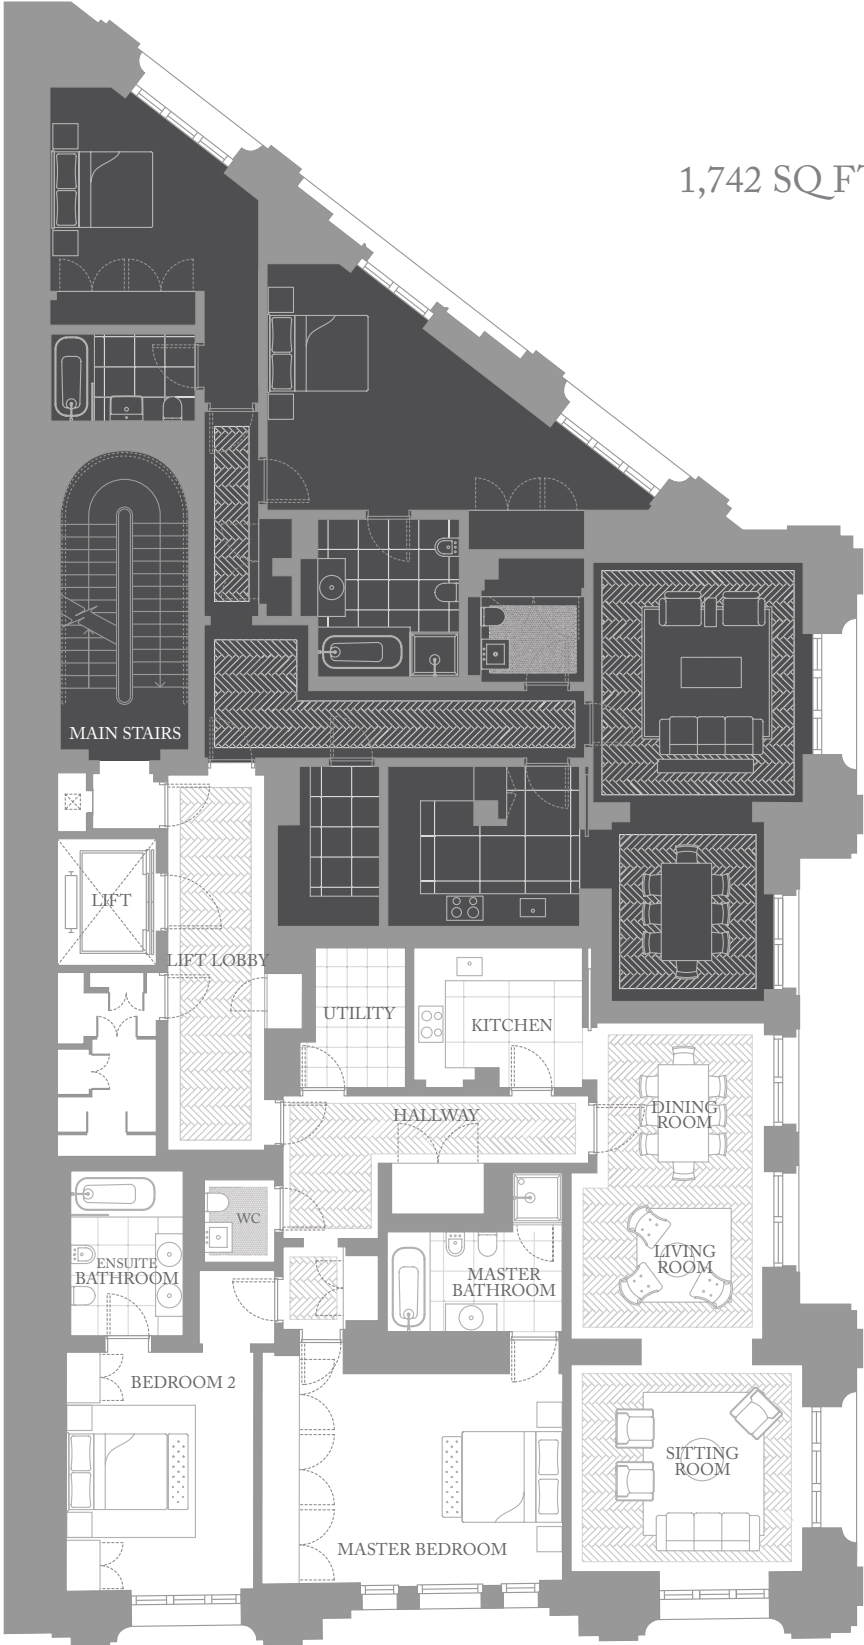 1,742 SQ FT
MAIN STAIRS
LIFT
LIFT LOBBY
UTILITY
KITCHEN
HALLWAY
DINING
ROOM
WC
ENSUITE
BATHROOM
MASTER
BATHROOM
LIVING
ROOM
BEDROOM 2
SITTING
ROOM
MASTER BEDROOM